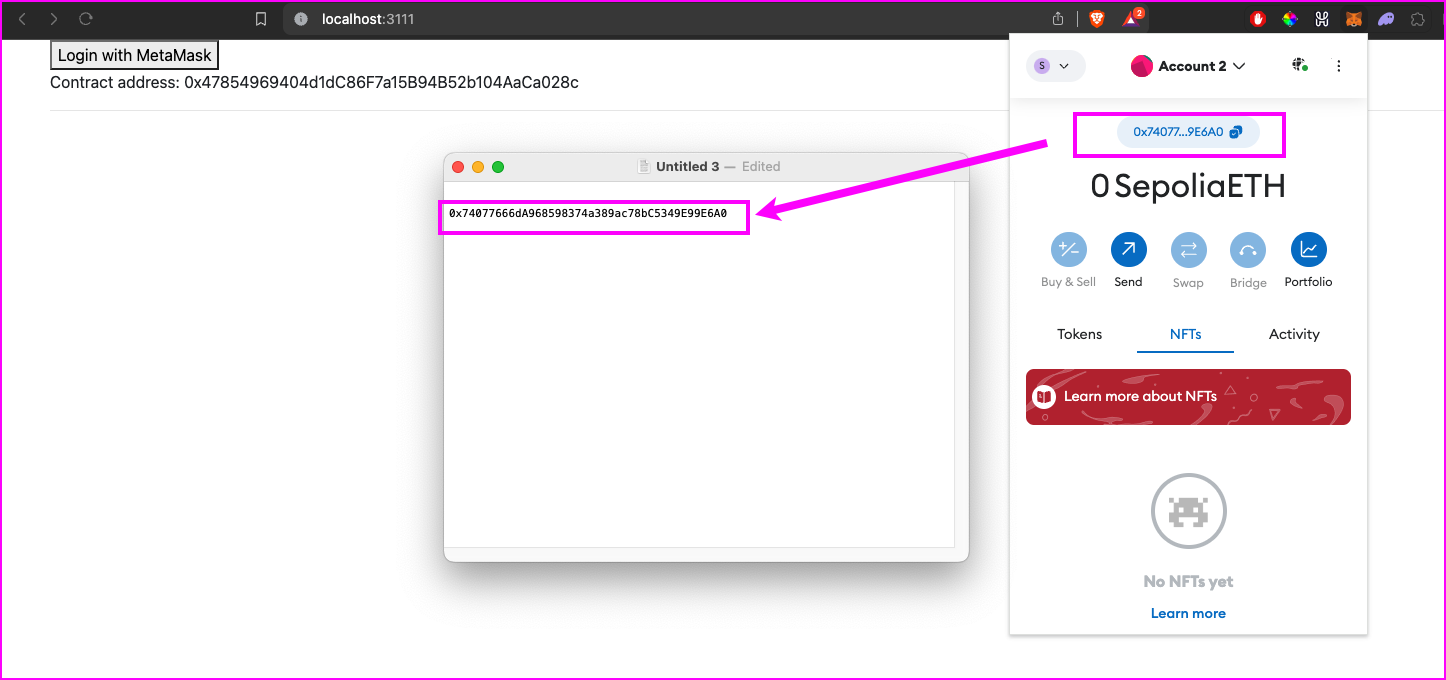 localhost:3111
2
Login with MetaMask
Contract address: 0x47854969404d1dC86F7a15B94B52b104AaCa028c
S
Account 2
0x74077...9E6A0
0 SepoliaETH
Buy & Sell
Send
Swap
Bridge
Portfolio
Tokens
NFTs
Activity
Learn more about NFTs
No NFTs yet
Learn more
Untitled 3 — Edited
0x74077666dA968598374a389ac78bC5349E99E6A0